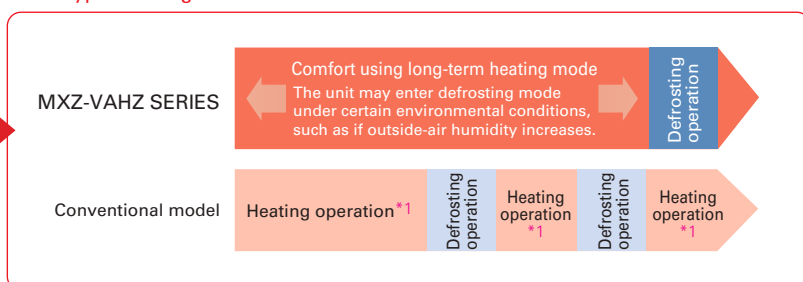 MXZ-VAHZ SERIES
Comfort using long-term heating mode
The unit may enter defrosting mode
under certain environmental conditions,
such as if outside-air humidity increases.
Defrosting
operation
Conventional model
Heating operation*1
Defrosting
operation
Heating
operation
*1
Defrosting
operation
Heating
operation
*1